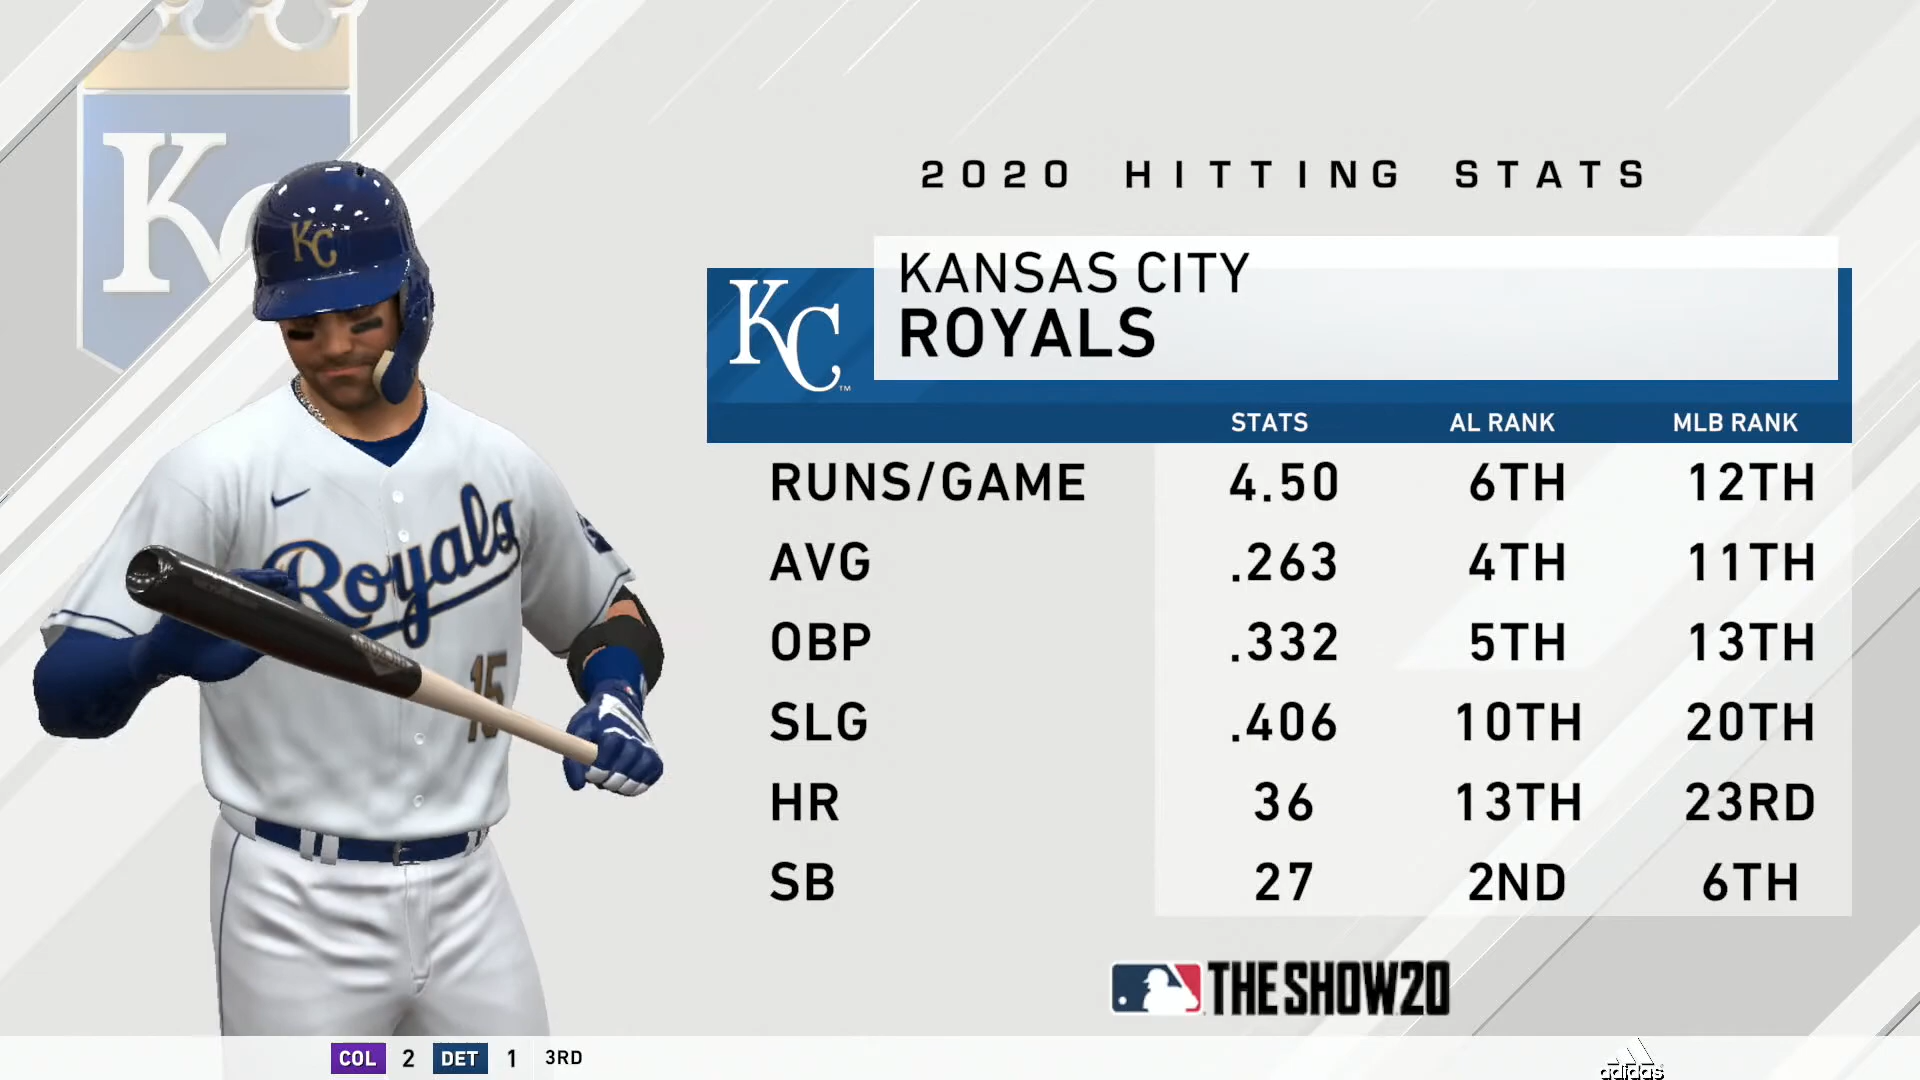 2020 HITTING STATS
KANSAS CITY
ROYALS
KC
TM
STATS AL RANK MLB RANK
RUNS/GAME 4.50 6TH 12TH
AVG .263 4TH 11TH
OBP .332 5TH 13TH
SLG .406 10TH 20TH
HR 36 13TH 23RD
SB 27 2ND 6TH
KC
KC
Royals
15
THE SHOW 20
COL 2 DET 1 3RD
adidas